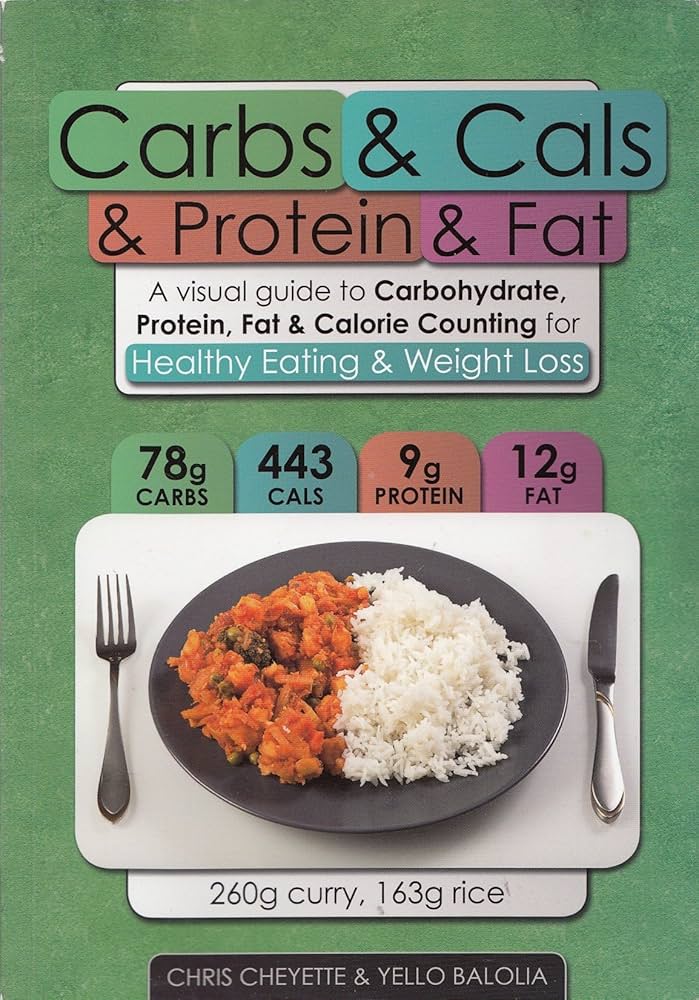 Carbs & Cals
& Protein & Fat
A visual guide to Carbohydrate,
Protein, Fat & Calorie Counting for
Healthy Eating & Weight Loss
78g 443 9g 12g
CARBS CALS PROTEIN FAT
260g curry, 163g rice
CHRIS CHEYETTE & YELLO BALOLIA